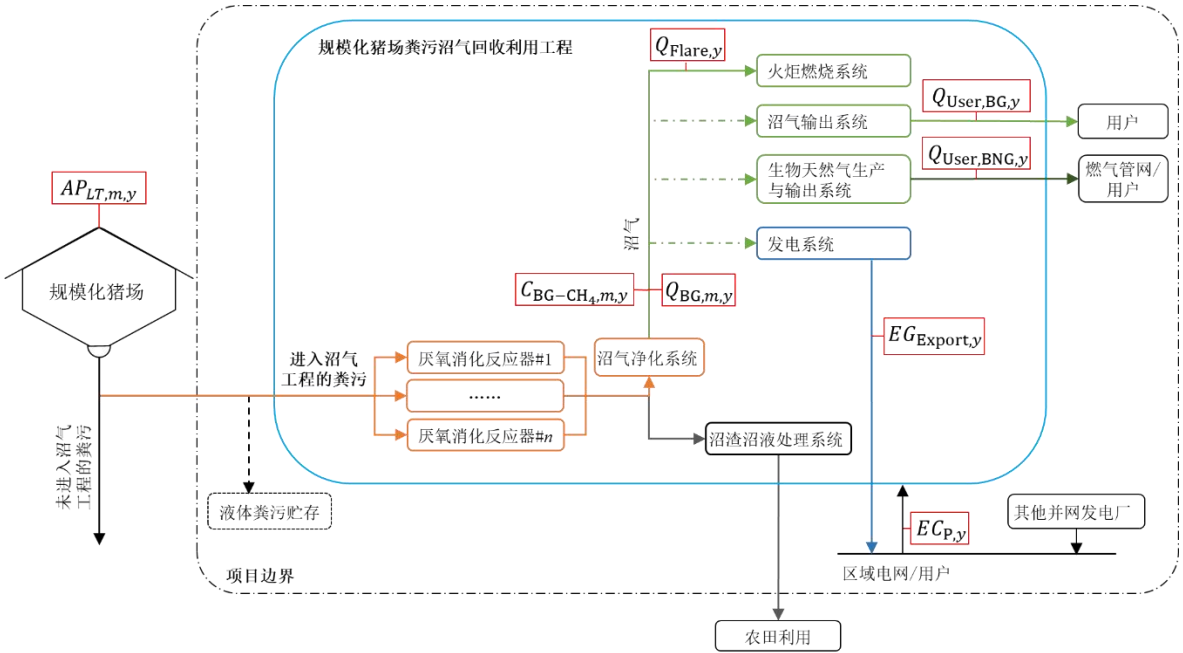 规模化猪场粪污沼气回收利用工程
Q_Flare,y
火炬燃烧系统
Q_User,BG,y
沼气输出系统
用户
Q_User,BNG,y
生物天然气生产
与输出系统
燃气管网/
用户
AP_LT,m,y
沼气
发电系统
规模化猪场
C_BG−CH₄,m,y
Q_BG,m,y
EG_Export,y
进入沼气
工程的粪污
厌氧消化反应器#1
沼气净化系统
……
厌氧消化反应器#n
沼渣沼液处理系统
未进入沼气
工程的粪污
液体粪污贮存
其他并网发电厂
EC_P,y
项目边界
区域电网/用户
农田利用